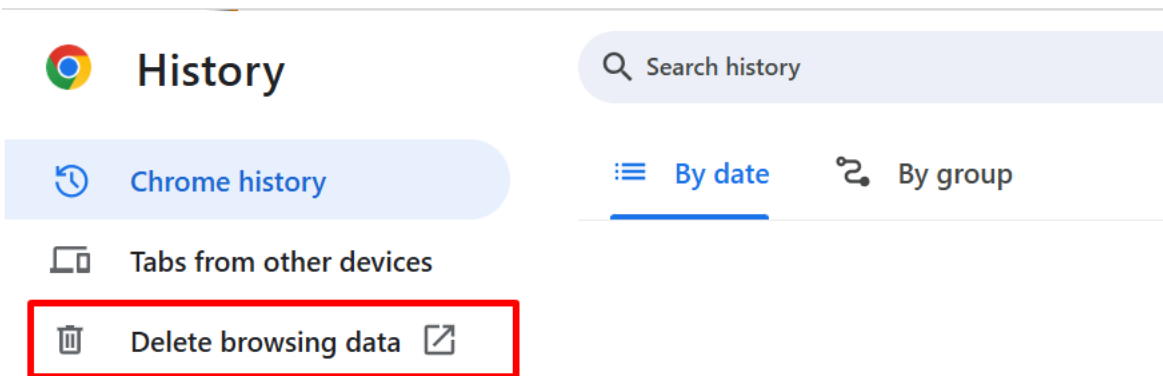 History
Search history
Chrome history
By date
By group
Tabs from other devices
Delete browsing data